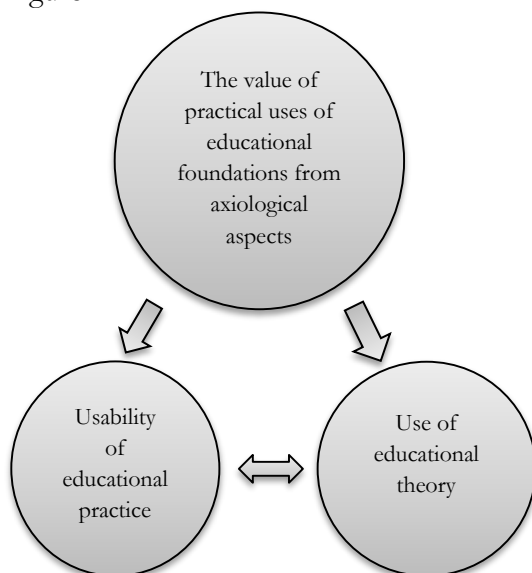 The value of
practical uses of
educational
foundations from
axiological
aspects
Usability
of
educational
practice
Use of
educational
theory